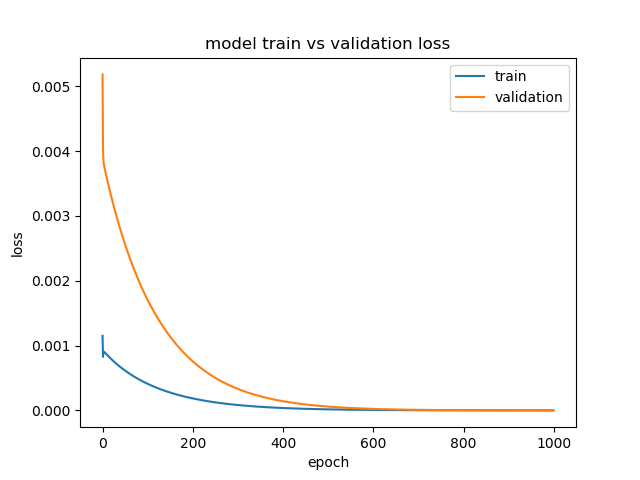 model train vs validation loss
train
validation
0.005
0.004
0.003
0.002
0.001
0.000
loss
0 200 400 600 800 1000
epoch